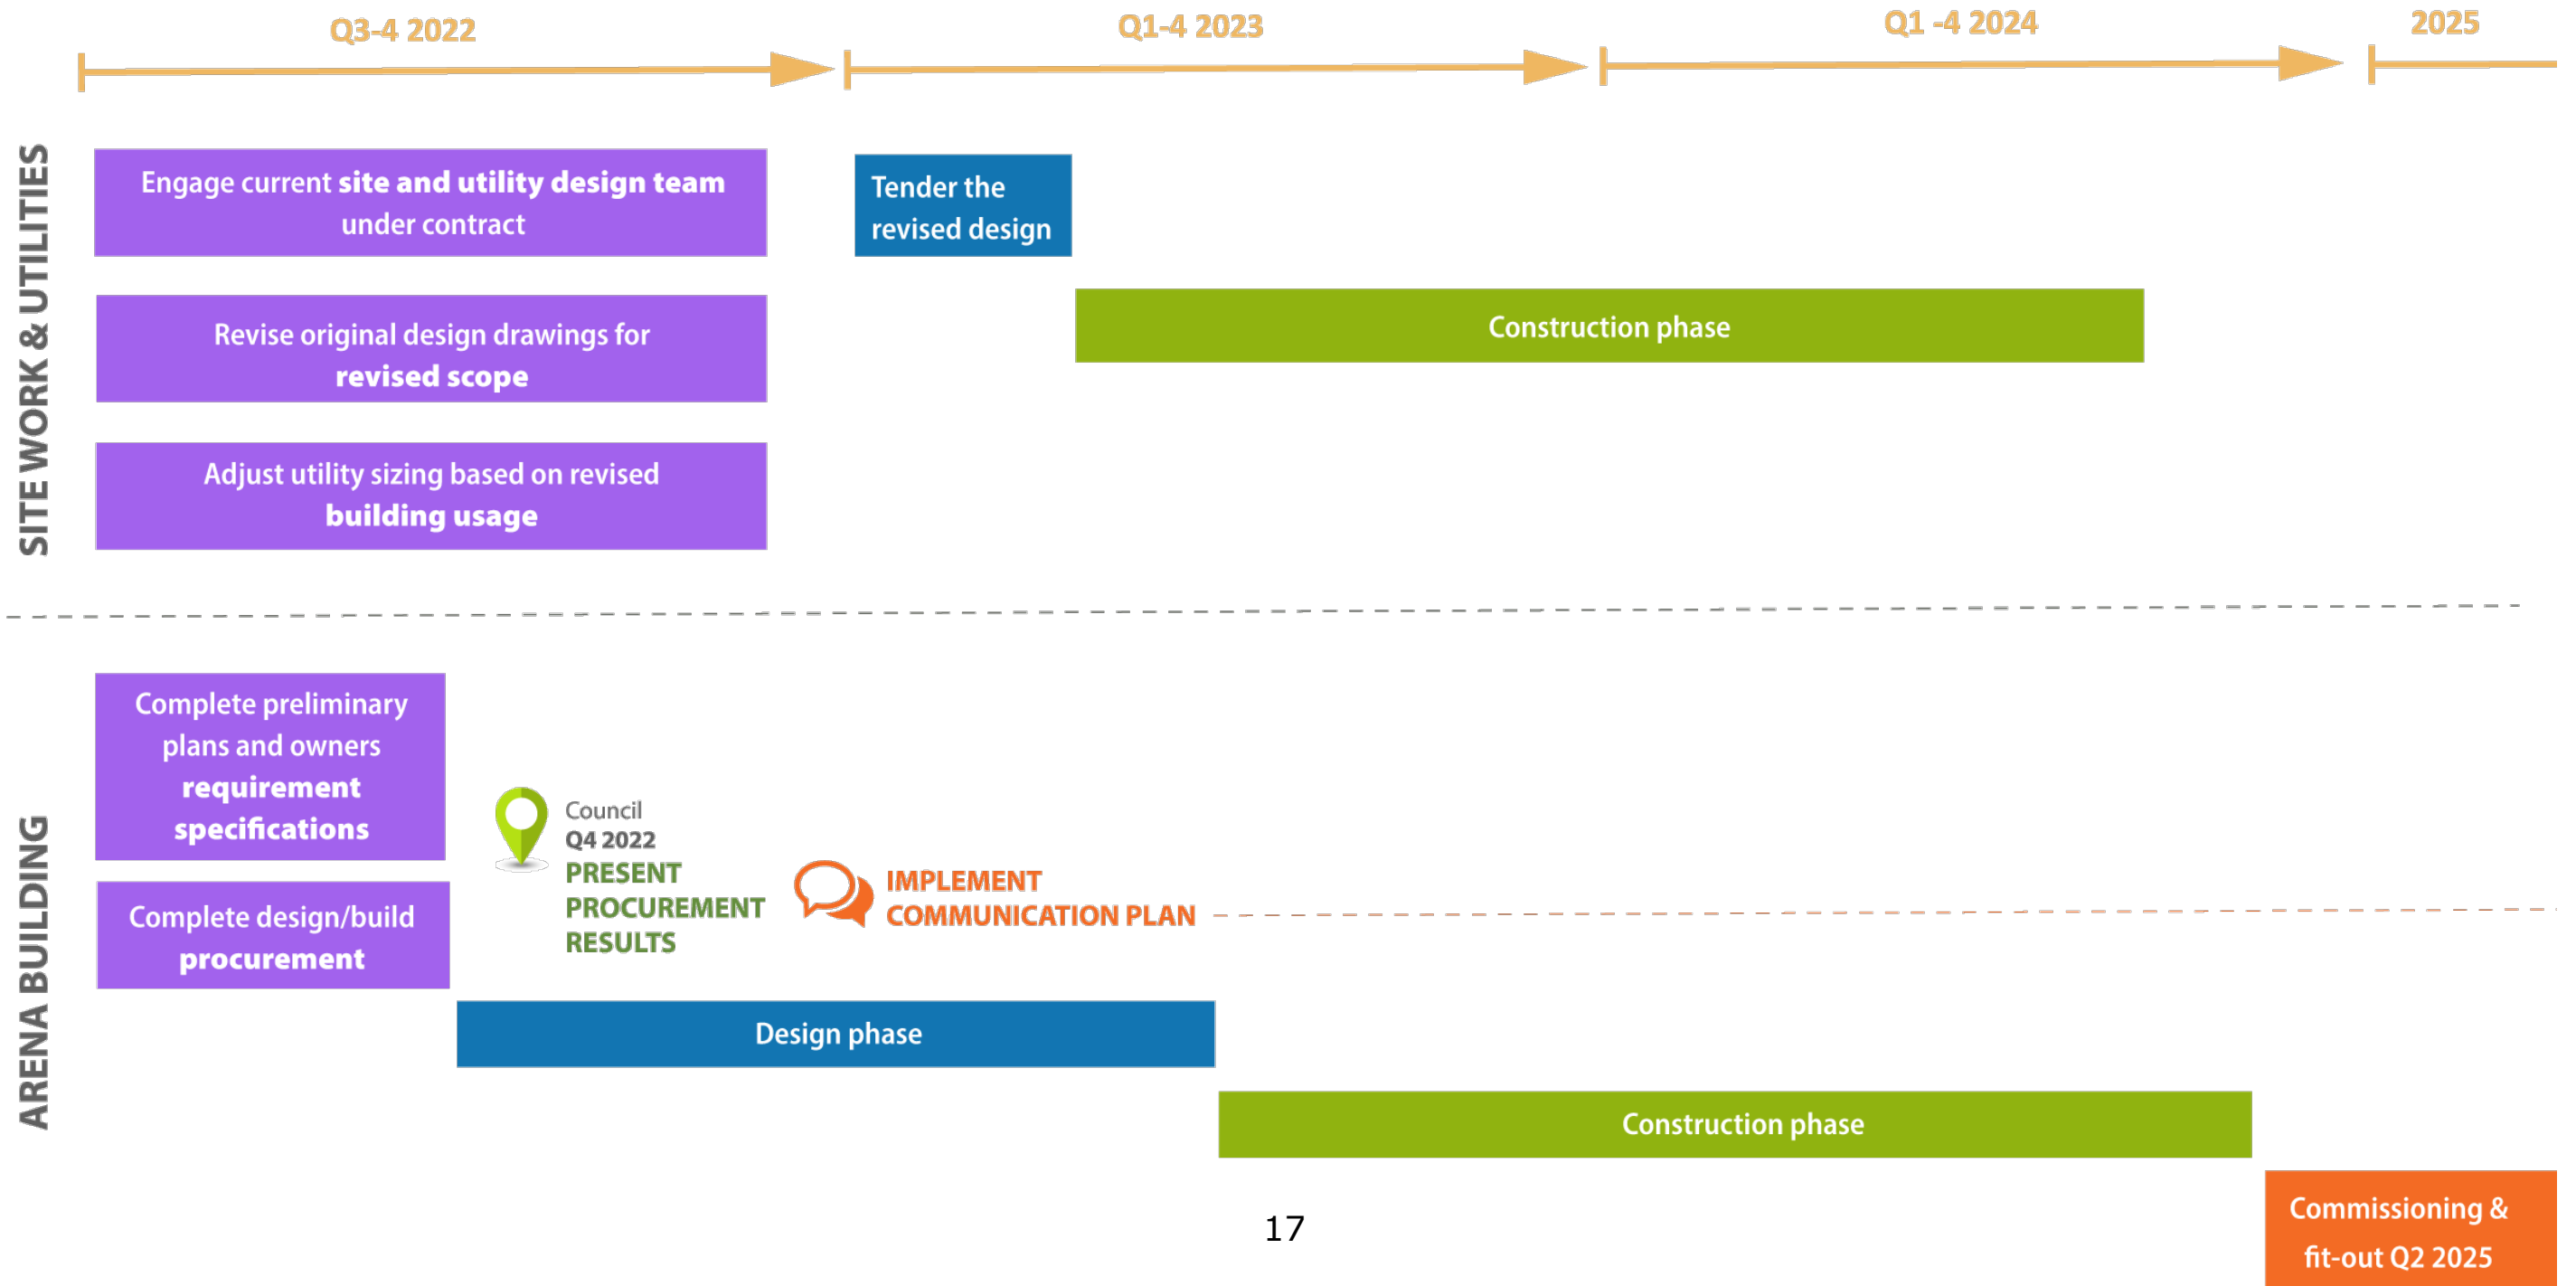 Q3-4 2022
Q1-4 2023
Q1 -4 2024
2025
SITE WORK & UTILITIES
Engage current site and utility design team
under contract
Tender the
revised design
Revise original design drawings for
revised scope
Construction phase
Adjust utility sizing based on revised
building usage
ARENA BUILDING
Complete preliminary
plans and owners
requirement
specifications
Complete design/build
procurement
Council
Q4 2022
PRESENT
PROCUREMENT
RESULTS
IMPLEMENT
COMMUNICATION PLAN
Design phase
Construction phase
Commissioning &
fit-out Q2 2025
17